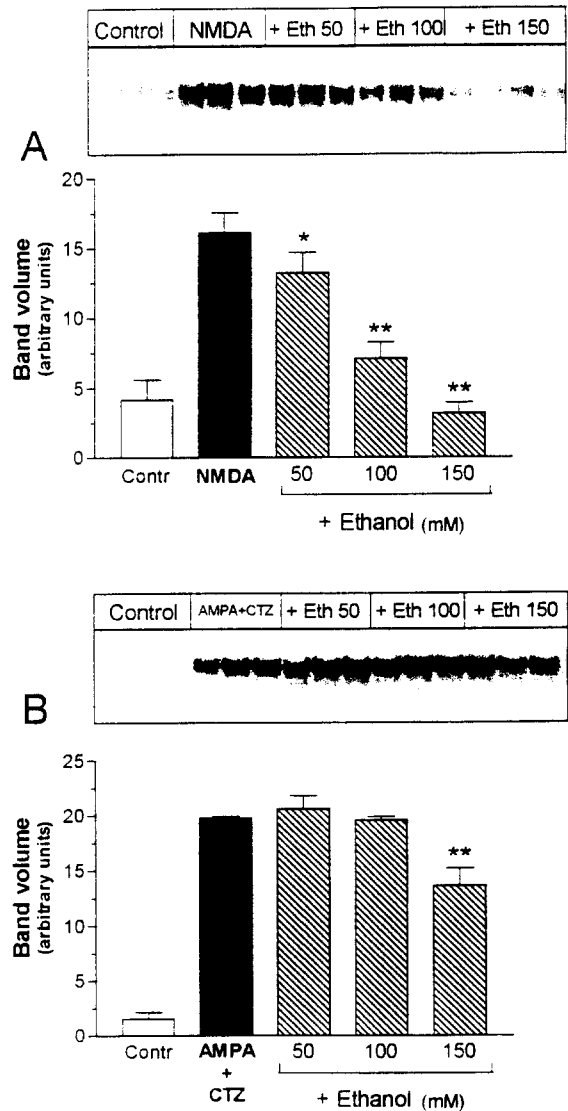 Control NMDA + Eth 50 + Eth 100 + Eth 150
A
20
15
10
5
0
Band volume
(arbitrary units)
*
**
**
Contr NMDA 50 100 150
+ Ethanol (mM)
Control AMPA+CTZ + Eth 50 + Eth 100 + Eth 150
B
25
20
15
10
5
0
Band volume
(arbitrary units)
**
Contr AMPA 50 100 150
+
CTZ
+ Ethanol (mM)